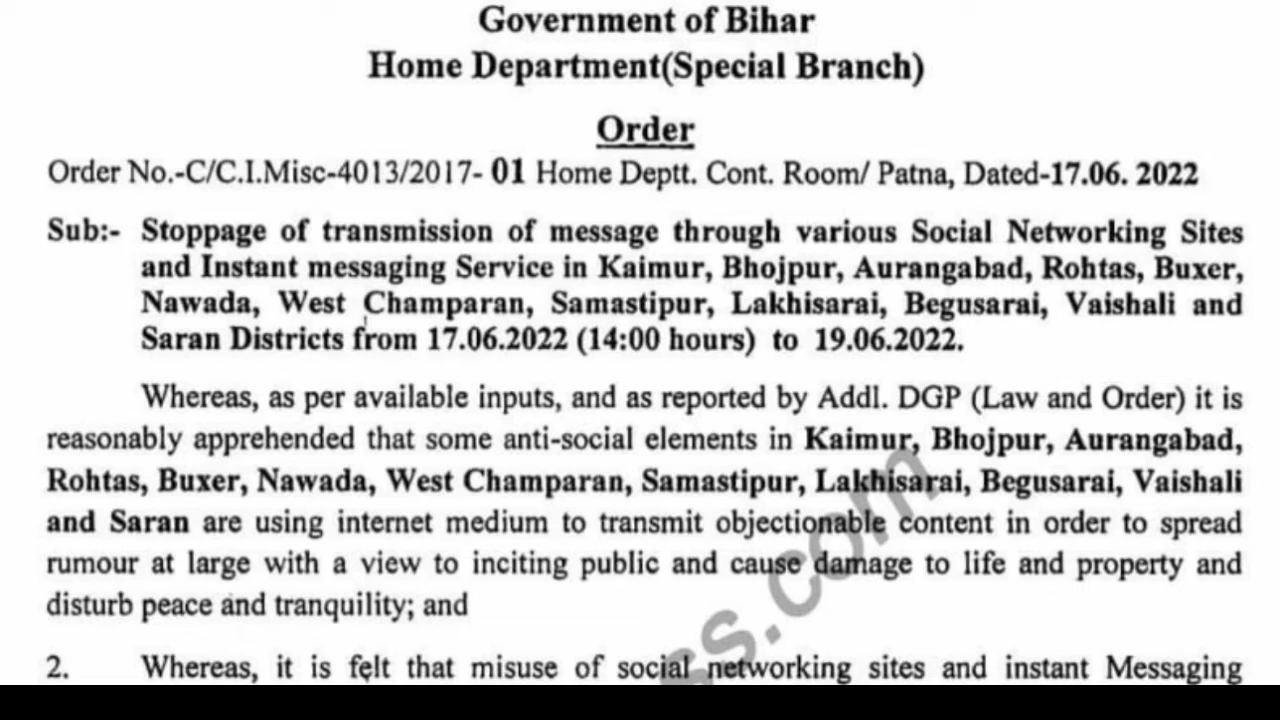 Government of Bihar
Home Department(Special Branch)
Order
Order No.-C/C.I.Misc-4013/2017- 01 Home Deptt. Cont. Room/ Patna, Dated-17.06. 2022
Sub:- Stoppage of transmission of message through various Social Networking Sites
and Instant messaging Service in Kaimur, Bhojpur, Aurangabad, Rohtas, Buxer,
Nawada, West Champaran, Samastipur, Lakhisarai, Begusarai, Vaishali and
Saran Districts from 17.06.2022 (14:00 hours) to 19.06.2022.
Whereas, as per available inputs, and as reported by Addl. DGP (Law and Order) it is
reasonably apprehended that some anti-social elements in Kaimur, Bhojpur, Aurangabad,
Rohtas, Buxer, Nawada, West Champaran, Samastipur, Lakhisarai, Begusarai, Vaishali
and Saran are using internet medium to transmit objectionable content in order to spread
rumour at large with a view to inciting public and cause damage to life and property and
disturb peace and tranquility; and
2. Whereas, it is felt that misuse of social networking sites and instant Messaging
ss.com